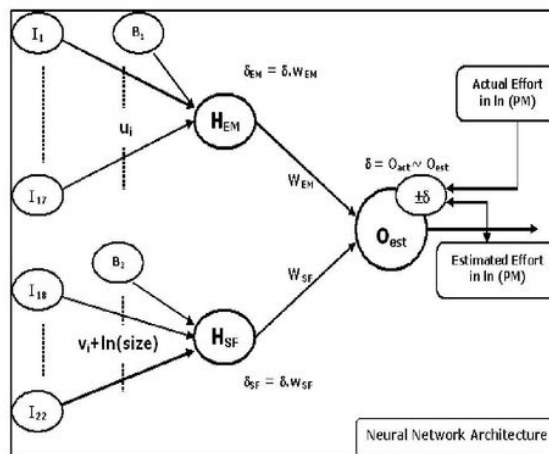 I1
B1
δEM = δ.wEM
Actual Effort
in ln (PM)
HEM
ui
δ = Oact ~ Oest
WEM
±δ
I17
Oest
B2
WSF
Estimated Effort
in ln (PM)
I18
HSF
vi+ln(size)
δSF = δ.wSF
I22
Neural Network Architecture